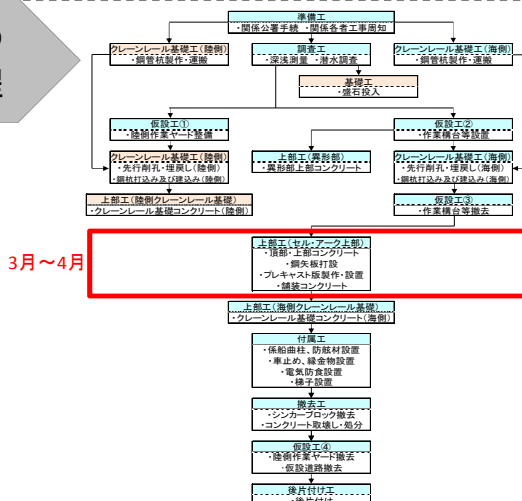 準備工
・関係公署手続 ・関係各者工事周知
クレーンレール基礎工(陸側)
・鋼管杭製作・運搬
調査工
・深浅測量 ・潜水調査
クレーンレール基礎工(海側)
・鋼管杭製作・運搬
基礎工
・盛石投入
仮設工①
・陸側作業ヤード整備
仮設工②
・作業構台等設置
クレーンレール基礎工(陸側)
・先行削孔・埋戻し(陸側)
・鋼杭打込み及び建込み(陸側)
上部工(異形部)
・異形部上部コンクリート
クレーンレール基礎工(海側)
・先行削孔・埋戻し(海側)
・鋼杭打込み及び建込み(海側)
上部工(陸側クレーンレール基礎)
・クレーンレール基礎コンクリート(陸側)
仮設工③
・作業構台等撤去
3月~4月
上部工(セル・アーク上部)
・頂部・上部コンクリート
・鋼矢板打設
・プレキャスト版製作・設置
・舗装コンクリート
上部工(海側クレーンレール基礎)
・クレーンレール基礎コンクリート(海側)
付属工
・係船曲柱、防舷材設置
・車止め、縁金物設置
・電気防食設置
・梯子設置
撤去工
・シンカーブロック撤去
・コンクリート取壊し・処分
仮設工④
・陸側作業ヤード撤去
・仮設道路撤去
後片付け工
・後片付け